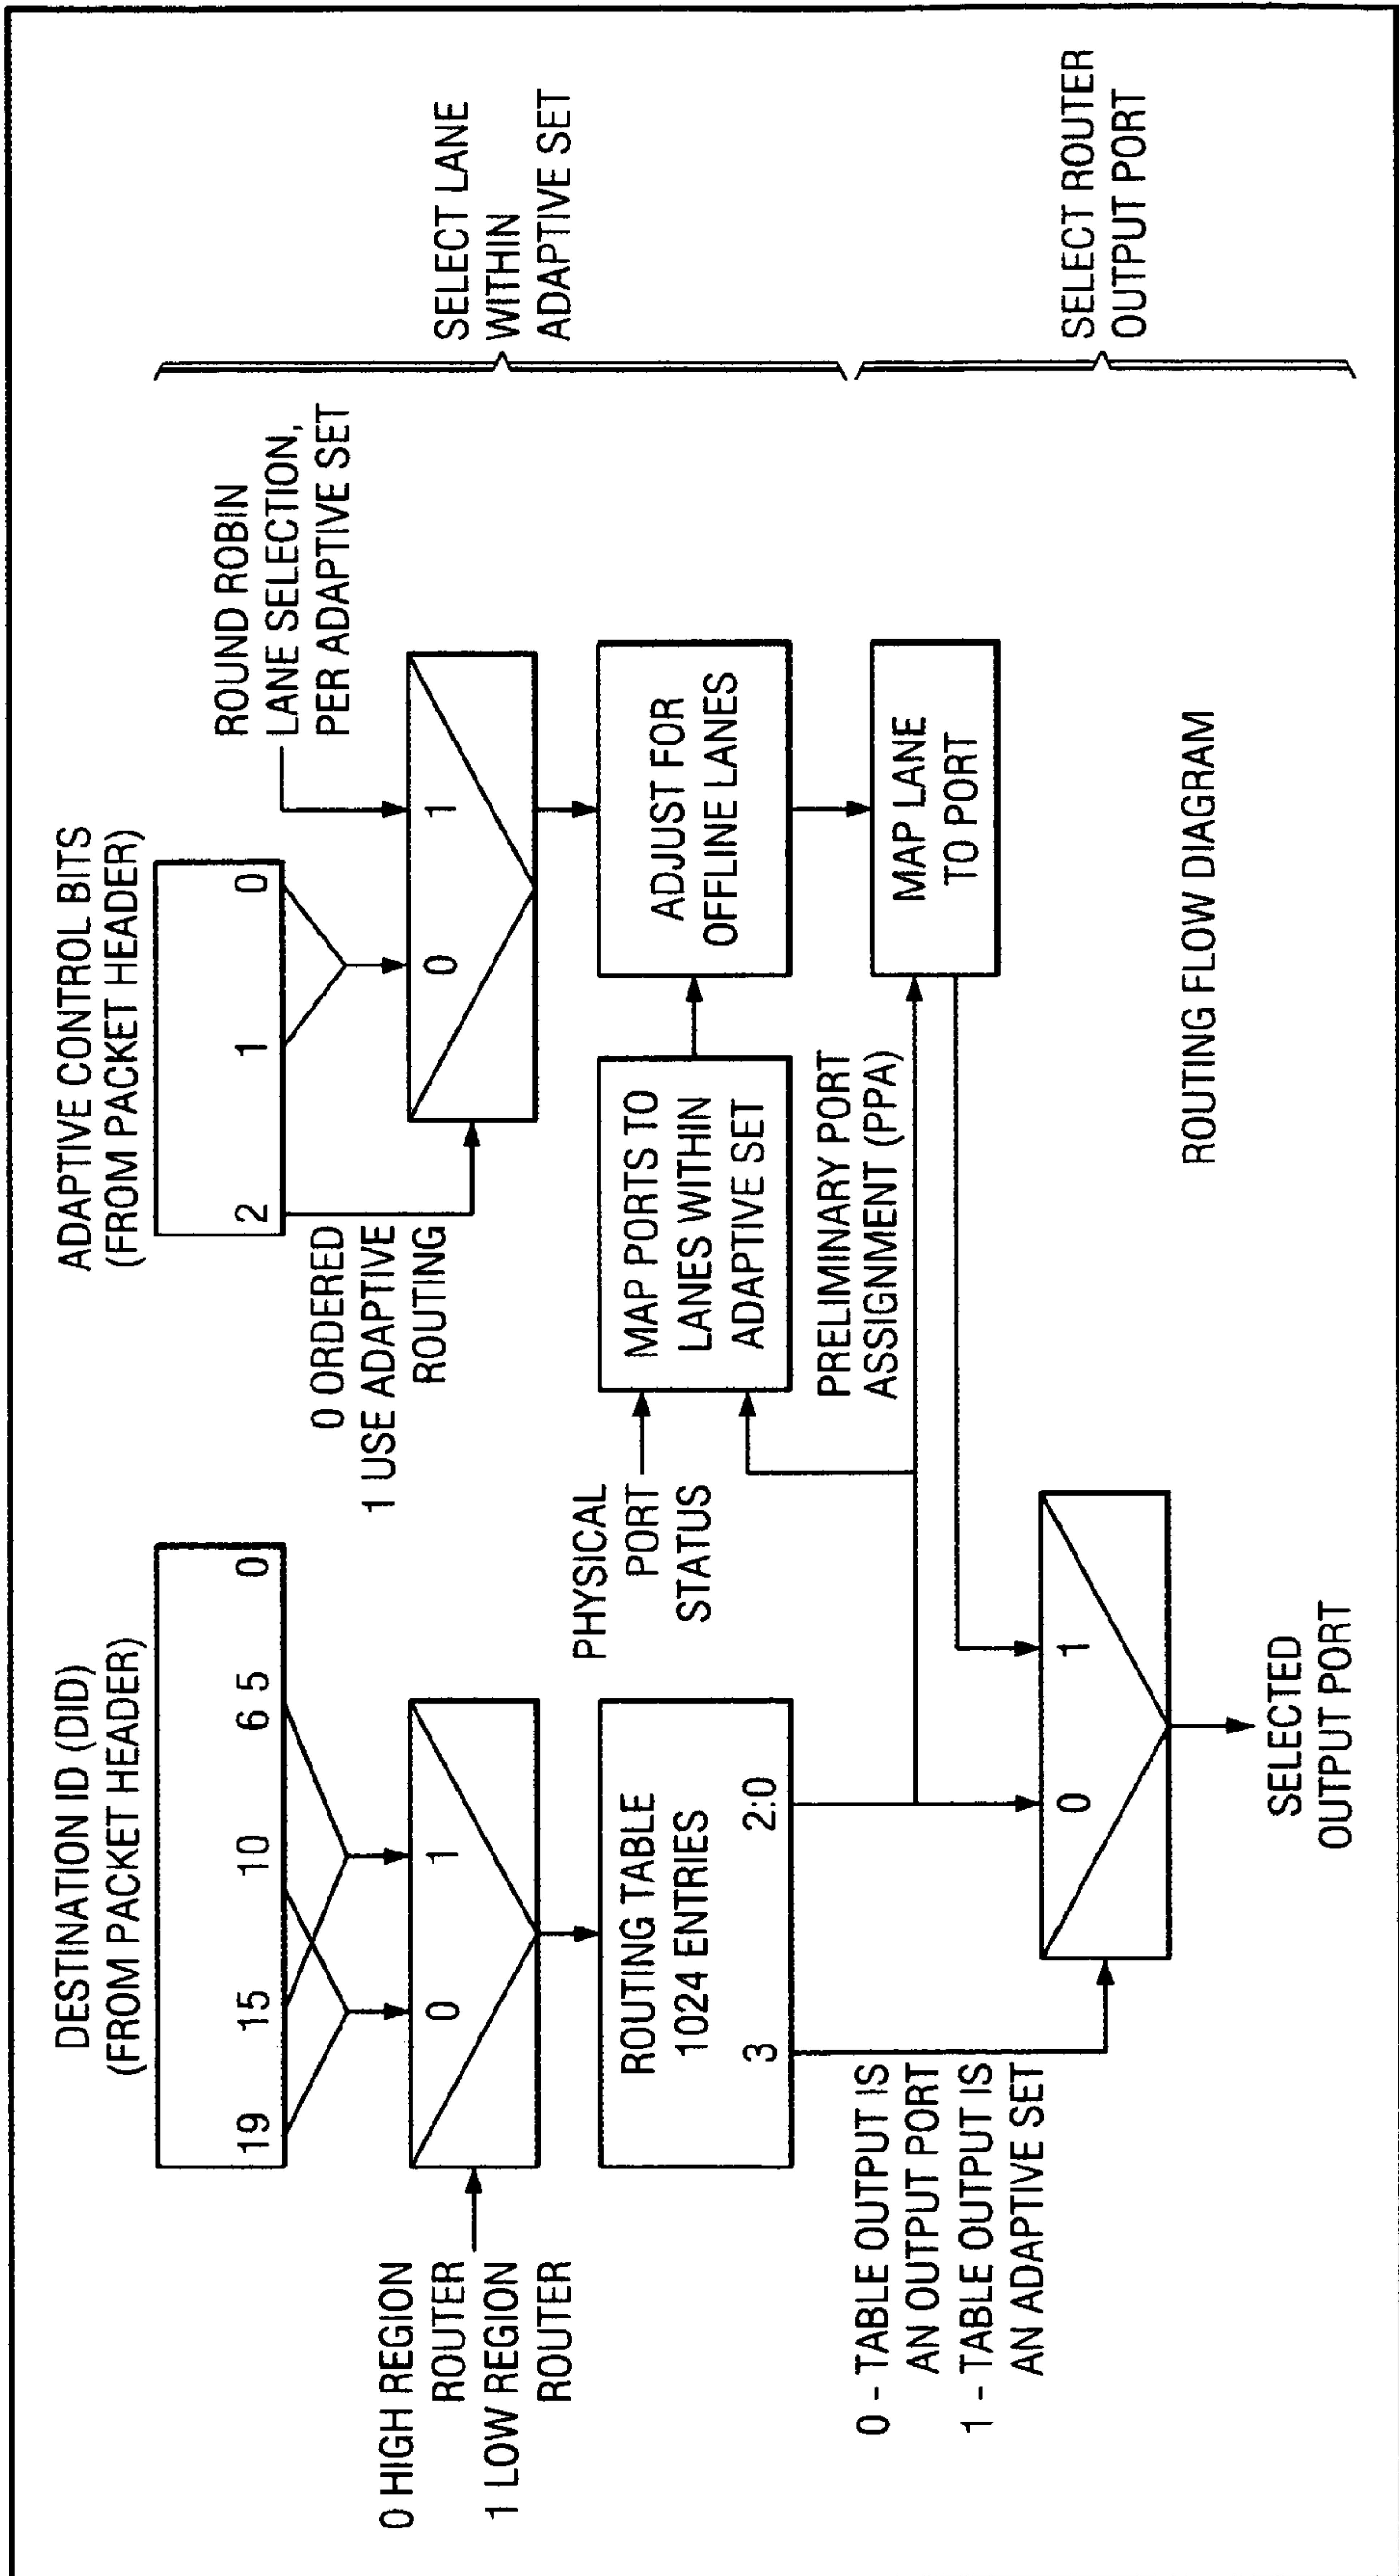 DESTINATION ID (DID)
(FROM PACKET HEADER)
19 15 10 6 5 0
0 HIGH REGION
ROUTER
1 LOW REGION
ROUTER
0 1
ROUTING TABLE
1024 ENTRIES
3 2:0
0 - TABLE OUTPUT IS
AN OUTPUT PORT
1 - TABLE OUTPUT IS
AN ADAPTIVE SET
0 1
SELECTED
OUTPUT PORT
ADAPTIVE CONTROL BITS
(FROM PACKET HEADER)
2 1 0
0 ORDERED
1 USE ADAPTIVE
ROUTING
ROUND ROBIN
LANE SELECTION,
PER ADAPTIVE SET
0 1
PHYSICAL
PORT
STATUS
MAP PORTS TO
LANES WITHIN
ADAPTIVE SET
ADJUST FOR
OFFLINE LANES
PRELIMINARY PORT
ASSIGNMENT (PPA)
MAP LANE
TO PORT
SELECT LANE
WITHIN
ADAPTIVE SET
SELECT ROUTER
OUTPUT PORT
ROUTING FLOW DIAGRAM